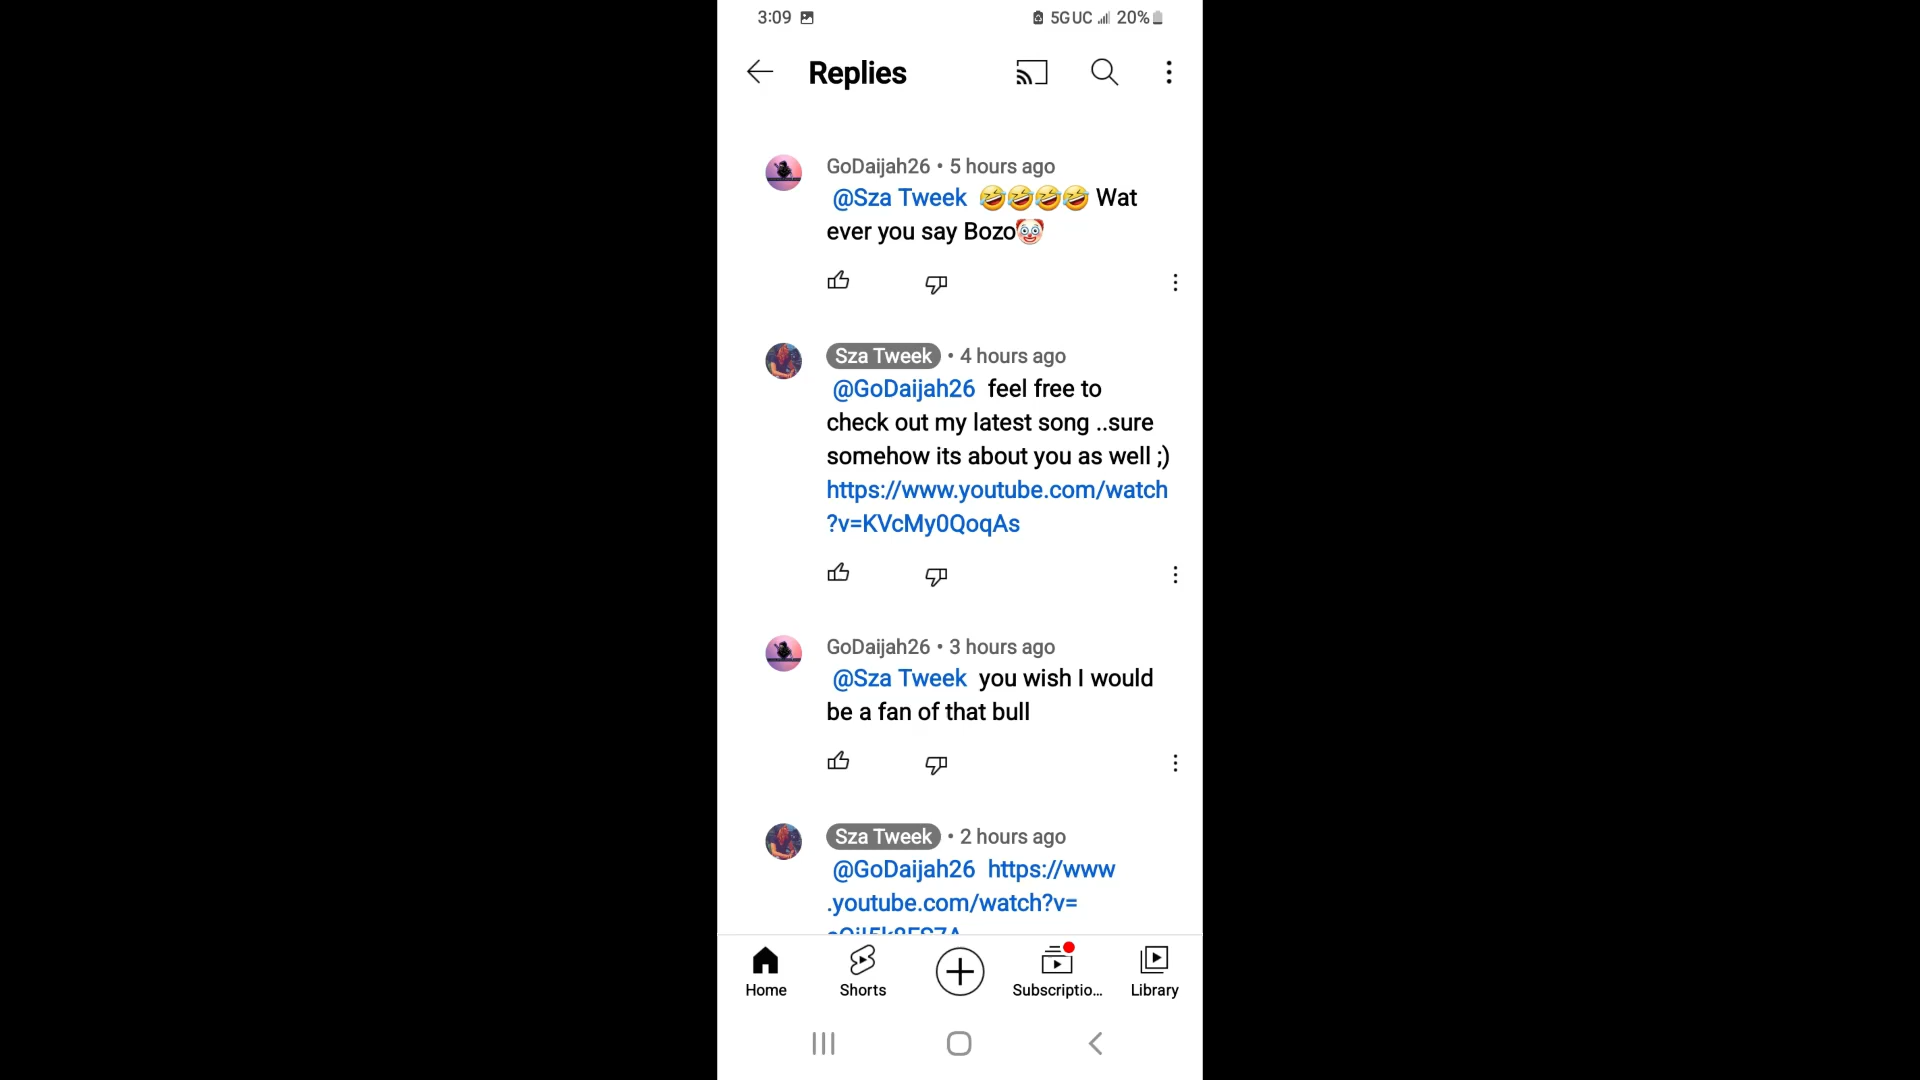 3:09 5GUC 20%
Replies
GoDaijah26 • 5 hours ago
@Sza Tweek 🤣🤣🤣🤣 Wat
ever you say Bozo🤡
Sza Tweek • 4 hours ago
@GoDaijah26 feel free to
check out my latest song ..sure
somehow its about you as well ;)
https://www.youtube.com/watch
?v=KVcMy0QoqAs
GoDaijah26 • 3 hours ago
@Sza Tweek you wish I would
be a fan of that bull
Sza Tweek • 2 hours ago
@GoDaijah26 https://www
.youtube.com/watch?v=
Home
Shorts
Subscriptio...
Library